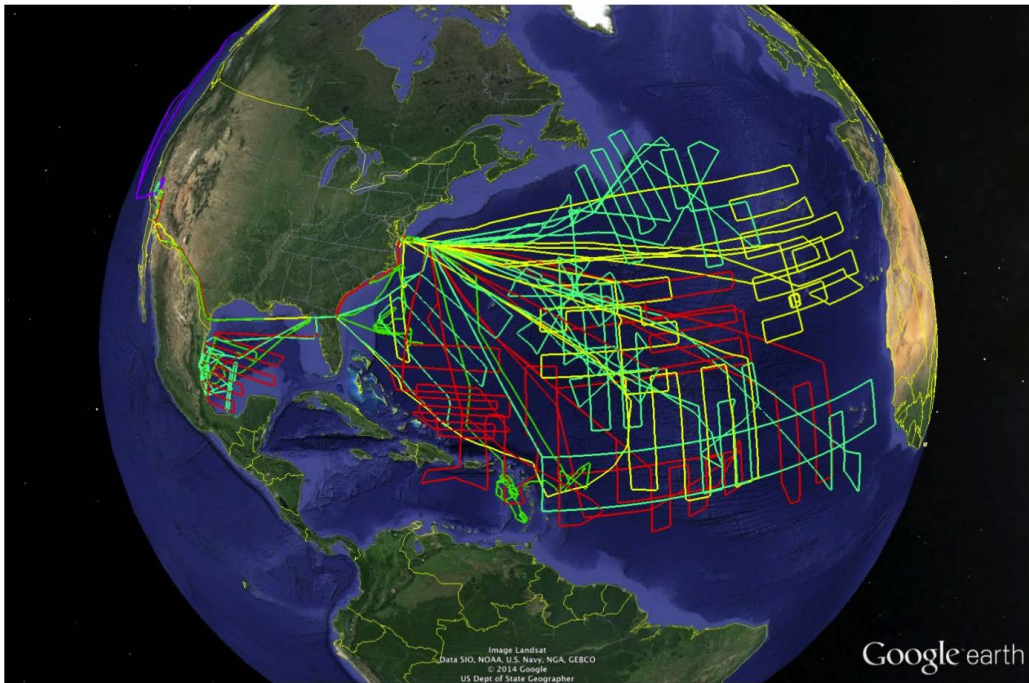 Image Landsat
Data SIO, NOAA, U.S. Navy, NGA, GEBCO
© 2014 Google
US Dept of State Geographer
Google earth